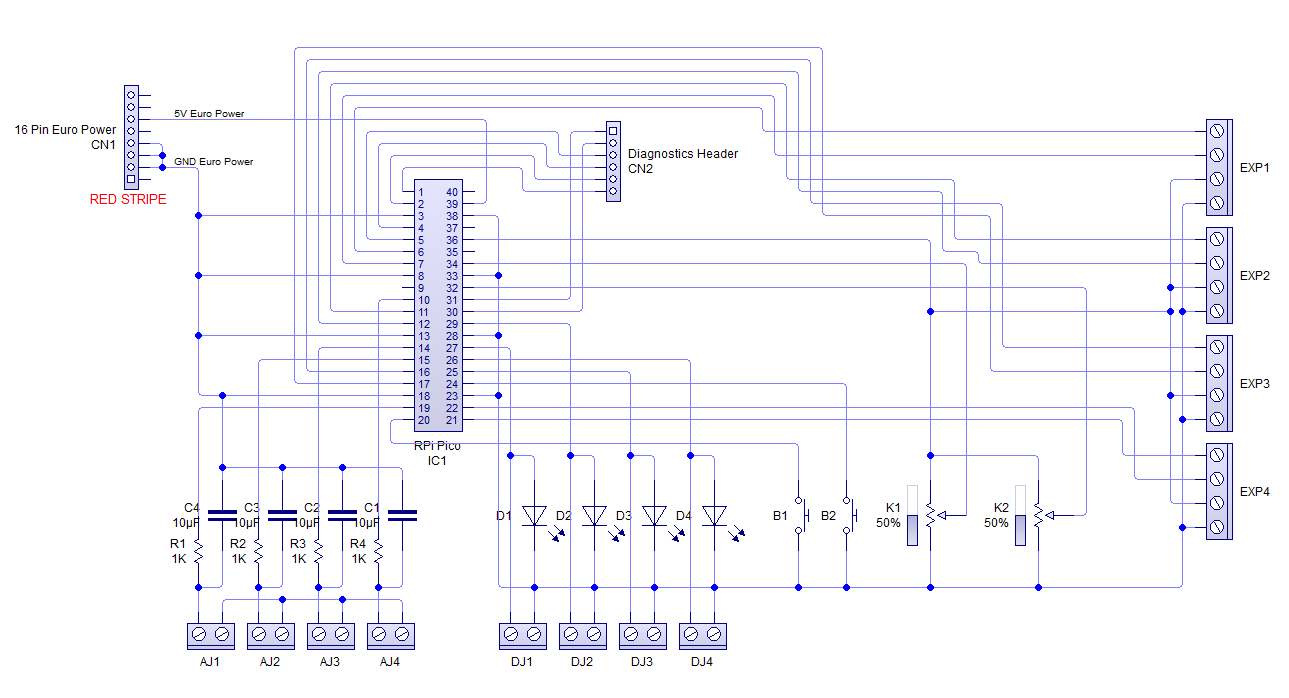 5V Euro Power
16 Pin Euro Power
CN1
GND Euro Power
RED STRIPE
Diagnostics Header
CN2
EXP1
EXP2
EXP3
EXP4
1 40
2 39
3 38
4 37
5 36
6 35
7 34
8 33
9 32
10 31
11 30
12 29
13 28
14 27
15 26
16 25
17 24
18 23
19 22
20 21
RPi Pico
IC1
C4
10µF
C3
10µF
C2
10µF
C1
10µF
R1
1K
R2
1K
R3
1K
R4
1K
D1
D2
D3
D4
B1
B2
K1
50%
K2
50%
AJ1
AJ2
AJ3
AJ4
DJ1
DJ2
DJ3
DJ4